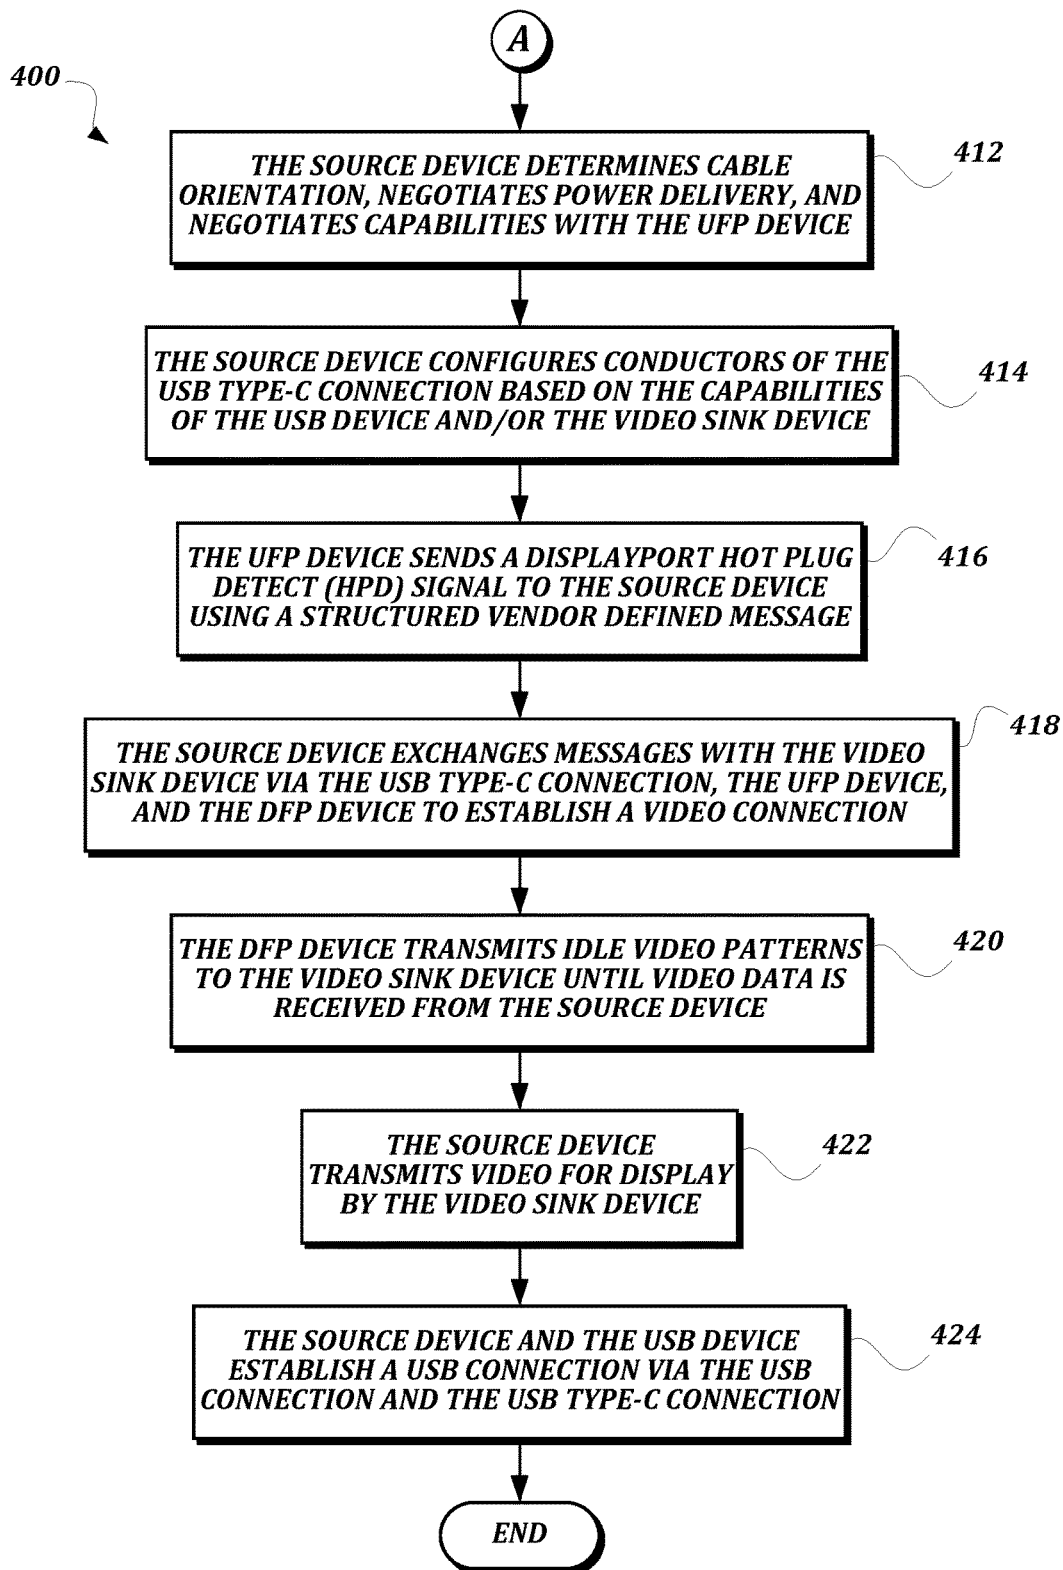 A
400
THE SOURCE DEVICE DETERMINES CABLE
ORIENTATION, NEGOTIATES POWER DELIVERY, AND
NEGOTIATES CAPABILITIES WITH THE UFP DEVICE
412
THE SOURCE DEVICE CONFIGURES CONDUCTORS OF THE
USB TYPE-C CONNECTION BASED ON THE CAPABILITIES
OF THE USB DEVICE AND/OR THE VIDEO SINK DEVICE
414
THE UFP DEVICE SENDS A DISPLAYPORT HOT PLUG
DETECT (HPD) SIGNAL TO THE SOURCE DEVICE
USING A STRUCTURED VENDOR DEFINED MESSAGE
416
THE SOURCE DEVICE EXCHANGES MESSAGES WITH THE VIDEO
SINK DEVICE VIA THE USB TYPE-C CONNECTION, THE UFP DEVICE,
AND THE DFP DEVICE TO ESTABLISH A VIDEO CONNECTION
418
THE DFP DEVICE TRANSMITS IDLE VIDEO PATTERNS
TO THE VIDEO SINK DEVICE UNTIL VIDEO DATA IS
RECEIVED FROM THE SOURCE DEVICE
420
THE SOURCE DEVICE
TRANSMITS VIDEO FOR DISPLAY
BY THE VIDEO SINK DEVICE
422
THE SOURCE DEVICE AND THE USB DEVICE
ESTABLISH A USB CONNECTION VIA THE USB
CONNECTION AND THE USB TYPE-C CONNECTION
424
END